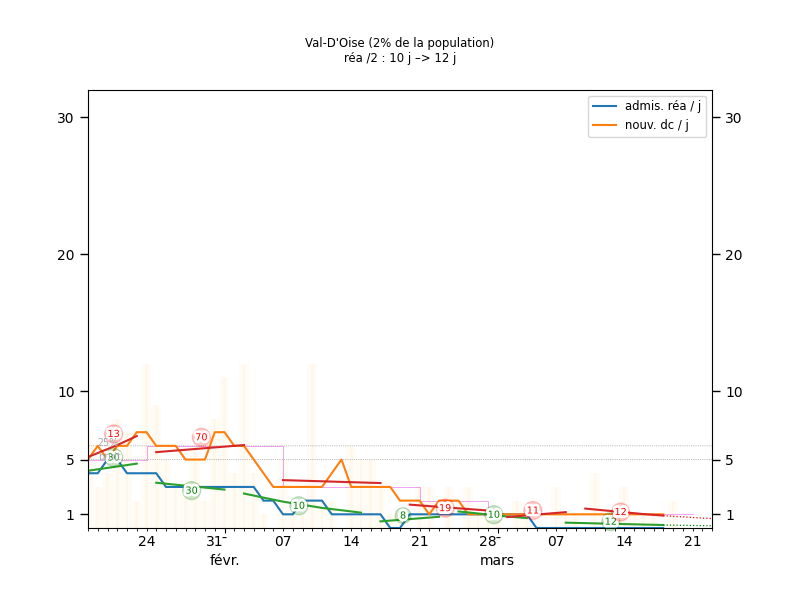 Val-D'Oise (2% de la population)
réa /2 : 10 j –> 12 j
admis. réa / j
nouv. dc / j
30 30
20 20
10 10
5 5
1 1
13
70
30
30
10
8
19
10
11
12
12
24 31 07 14 21 28 07 14 21
févr. mars